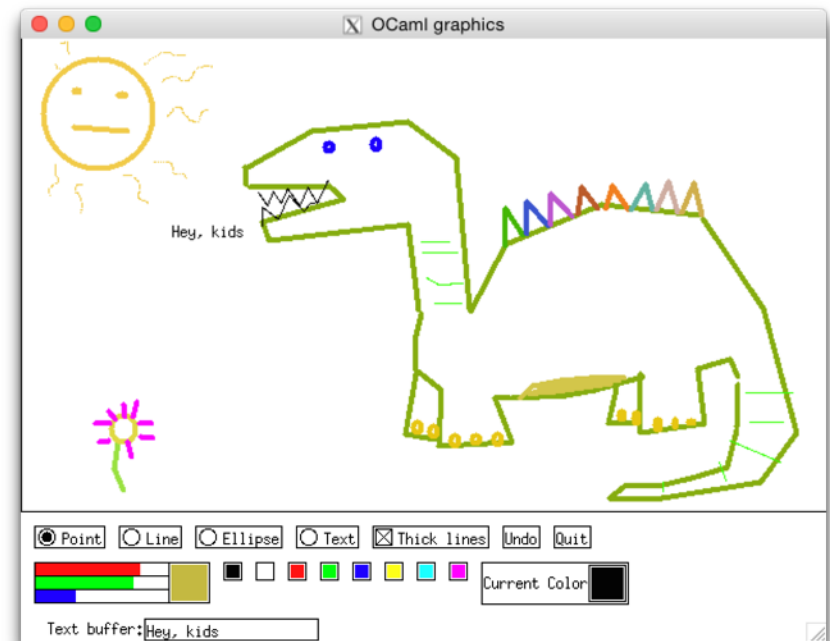 OCaml graphics
Hey, kids
Point Line Ellipse Text Thick lines Undo Quit
Current Color
Text buffer: Hey, kids